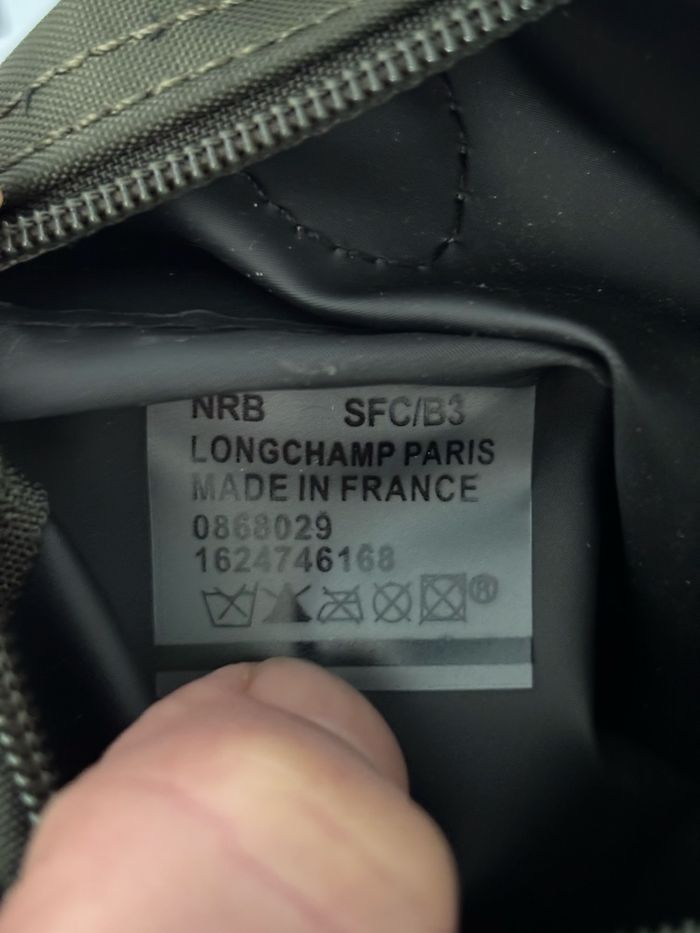 NRB SFC/B3
LONGCHAMP PARIS
MADE IN FRANCE
0868029
1624746168
®